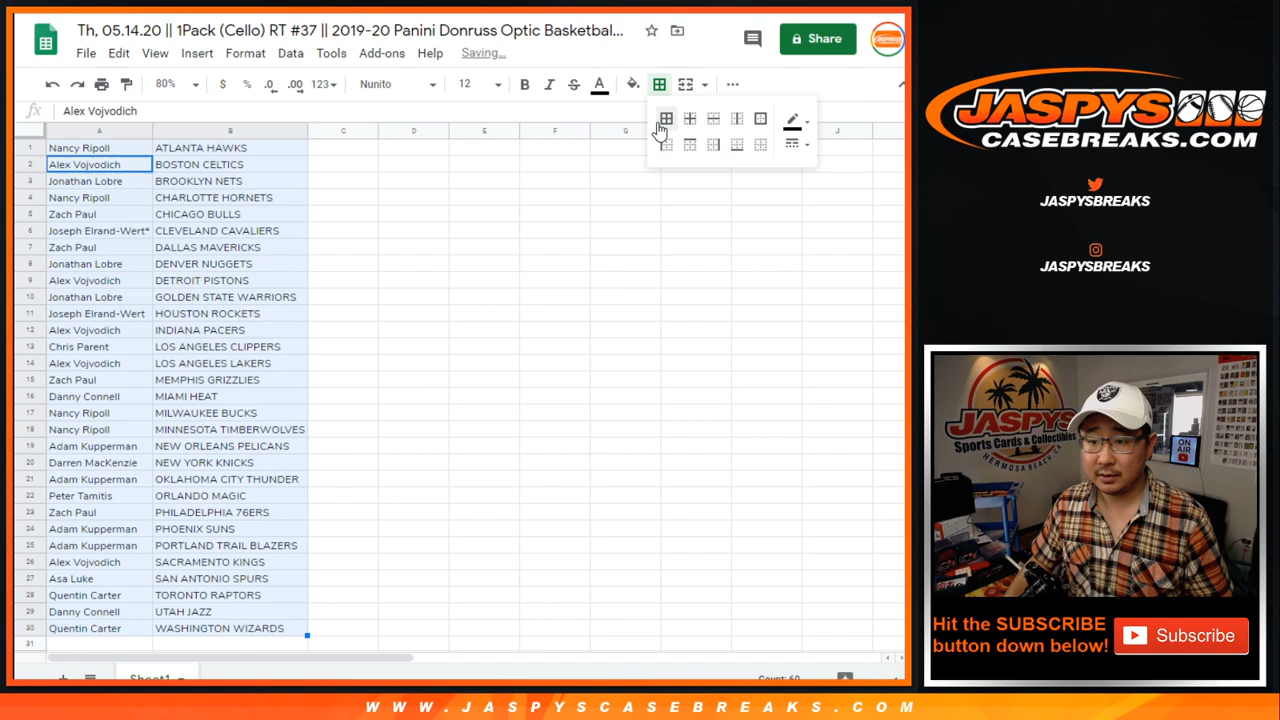 Th, 05.14.20 || 1Pack (Cello) RT #37 || 2019-20 Panini Donruss Optic Basketbal...
File Edit View Insert Format Data Tools Add-ons Help Saving...
Share
80% $ % .0 .00 123 Nunito 12 B I S A
fx Alex Vojvodich
A B C D E F G J
1 Nancy Ripoll ATLANTA HAWKS
2 Alex Vojvodich BOSTON CELTICS
3 Jonathan Lobre BROOKLYN NETS
4 Nancy Ripoll CHARLOTTE HORNETS
5 Zach Paul CHICAGO BULLS
6 Joseph Elrand-Wert* CLEVELAND CAVALIERS
7 Zach Paul DALLAS MAVERICKS
8 Jonathan Lobre DENVER NUGGETS
9 Alex Vojvodich DETROIT PISTONS
10 Jonathan Lobre GOLDEN STATE WARRIORS
11 Joseph Elrand-Wert HOUSTON ROCKETS
12 Alex Vojvodich INDIANA PACERS
13 Chris Parent LOS ANGELES CLIPPERS
14 Alex Vojvodich LOS ANGELES LAKERS
15 Zach Paul MEMPHIS GRIZZLIES
16 Danny Connell MIAMI HEAT
17 Nancy Ripoll MILWAUKEE BUCKS
18 Nancy Ripoll MINNESOTA TIMBERWOLVES
19 Adam Kupperman NEW ORLEANS PELICANS
20 Darren MacKenzie NEW YORK KNICKS
21 Adam Kupperman OKLAHOMA CITY THUNDER
22 Peter Tamitis ORLANDO MAGIC
23 Zach Paul PHILADELPHIA 76ERS
24 Adam Kupperman PHOENIX SUNS
25 Adam Kupperman PORTLAND TRAIL BLAZERS
26 Alex Vojvodich SACRAMENTO KINGS
27 Asa Luke SAN ANTONIO SPURS
28 Quentin Carter TORONTO RAPTORS
29 Danny Connell UTAH JAZZ
30 Quentin Carter WASHINGTON WIZARDS
31
Sheet1 Count: 60
JASPYS
CASEBREAKS.COM
JASPYSBREAKS
JASPYSBREAKS
JASPYS
Sports Cards & Collectibles
HERMOSA BEACH, CA
ON AIR
Hit the SUBSCRIBE
button down below!
Subscribe
WWW.JASPYSCASEBREAKS.COM